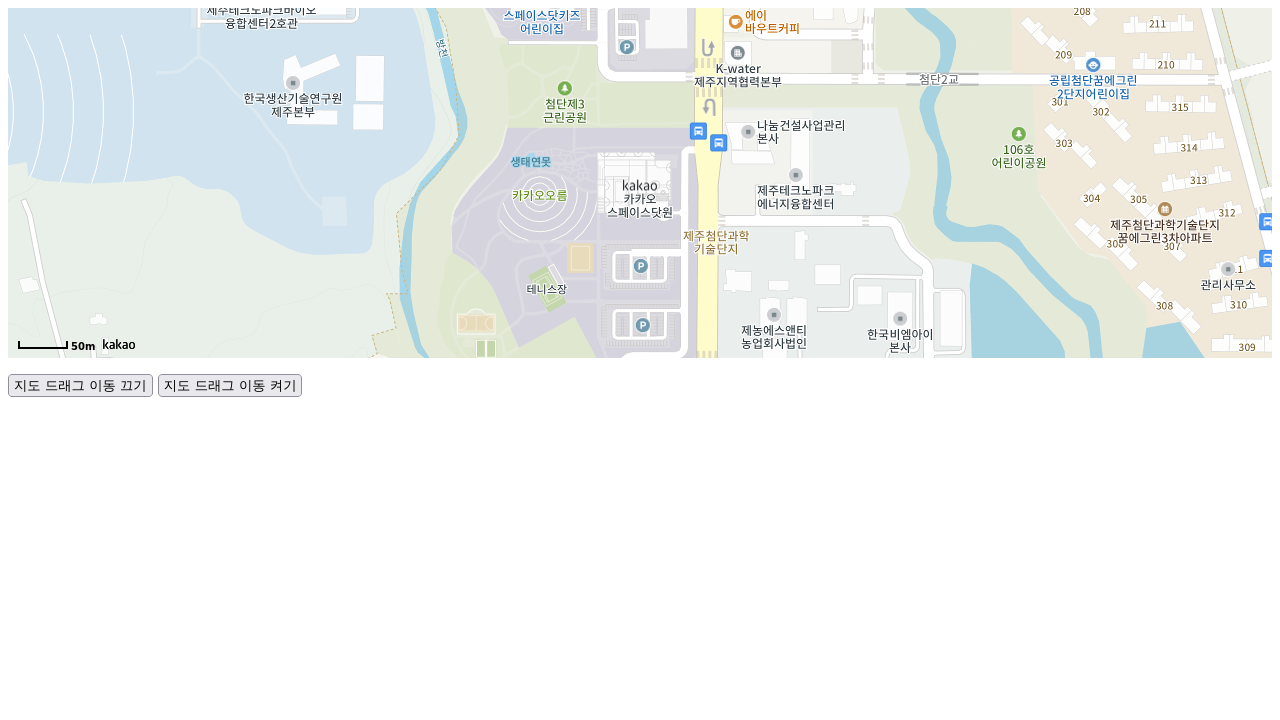 제주테크노파크바이오
융합센터2호관
스페이스닷키즈
어린이집
P
에이
바우트커피
208
211
방천
209
210
K-water
제주지역협력본부
첨단2교
공립첨단꿈에그린
2단지어린이집
한국생산기술연구원
제주본부
첨단제3
근린공원
301
302
315
나눔건설사업관리
본사
303
314
106호
어린이공원
생태연못
kakao
카카오
스페이스닷원
카카오오름
제주테크노파크
에너지융합센터
313
304
305
312
제주첨단과학기술단지
꿈에그린3차아파트
306
307
제주첨단과학
기술단지
P
관리사무소
테니스장
308
310
P
제농에스앤티
농업회사법인
한국비엠아이
본사
309
50m
kakao
지도 드래그 이동 끄기
지도 드래그 이동 켜기